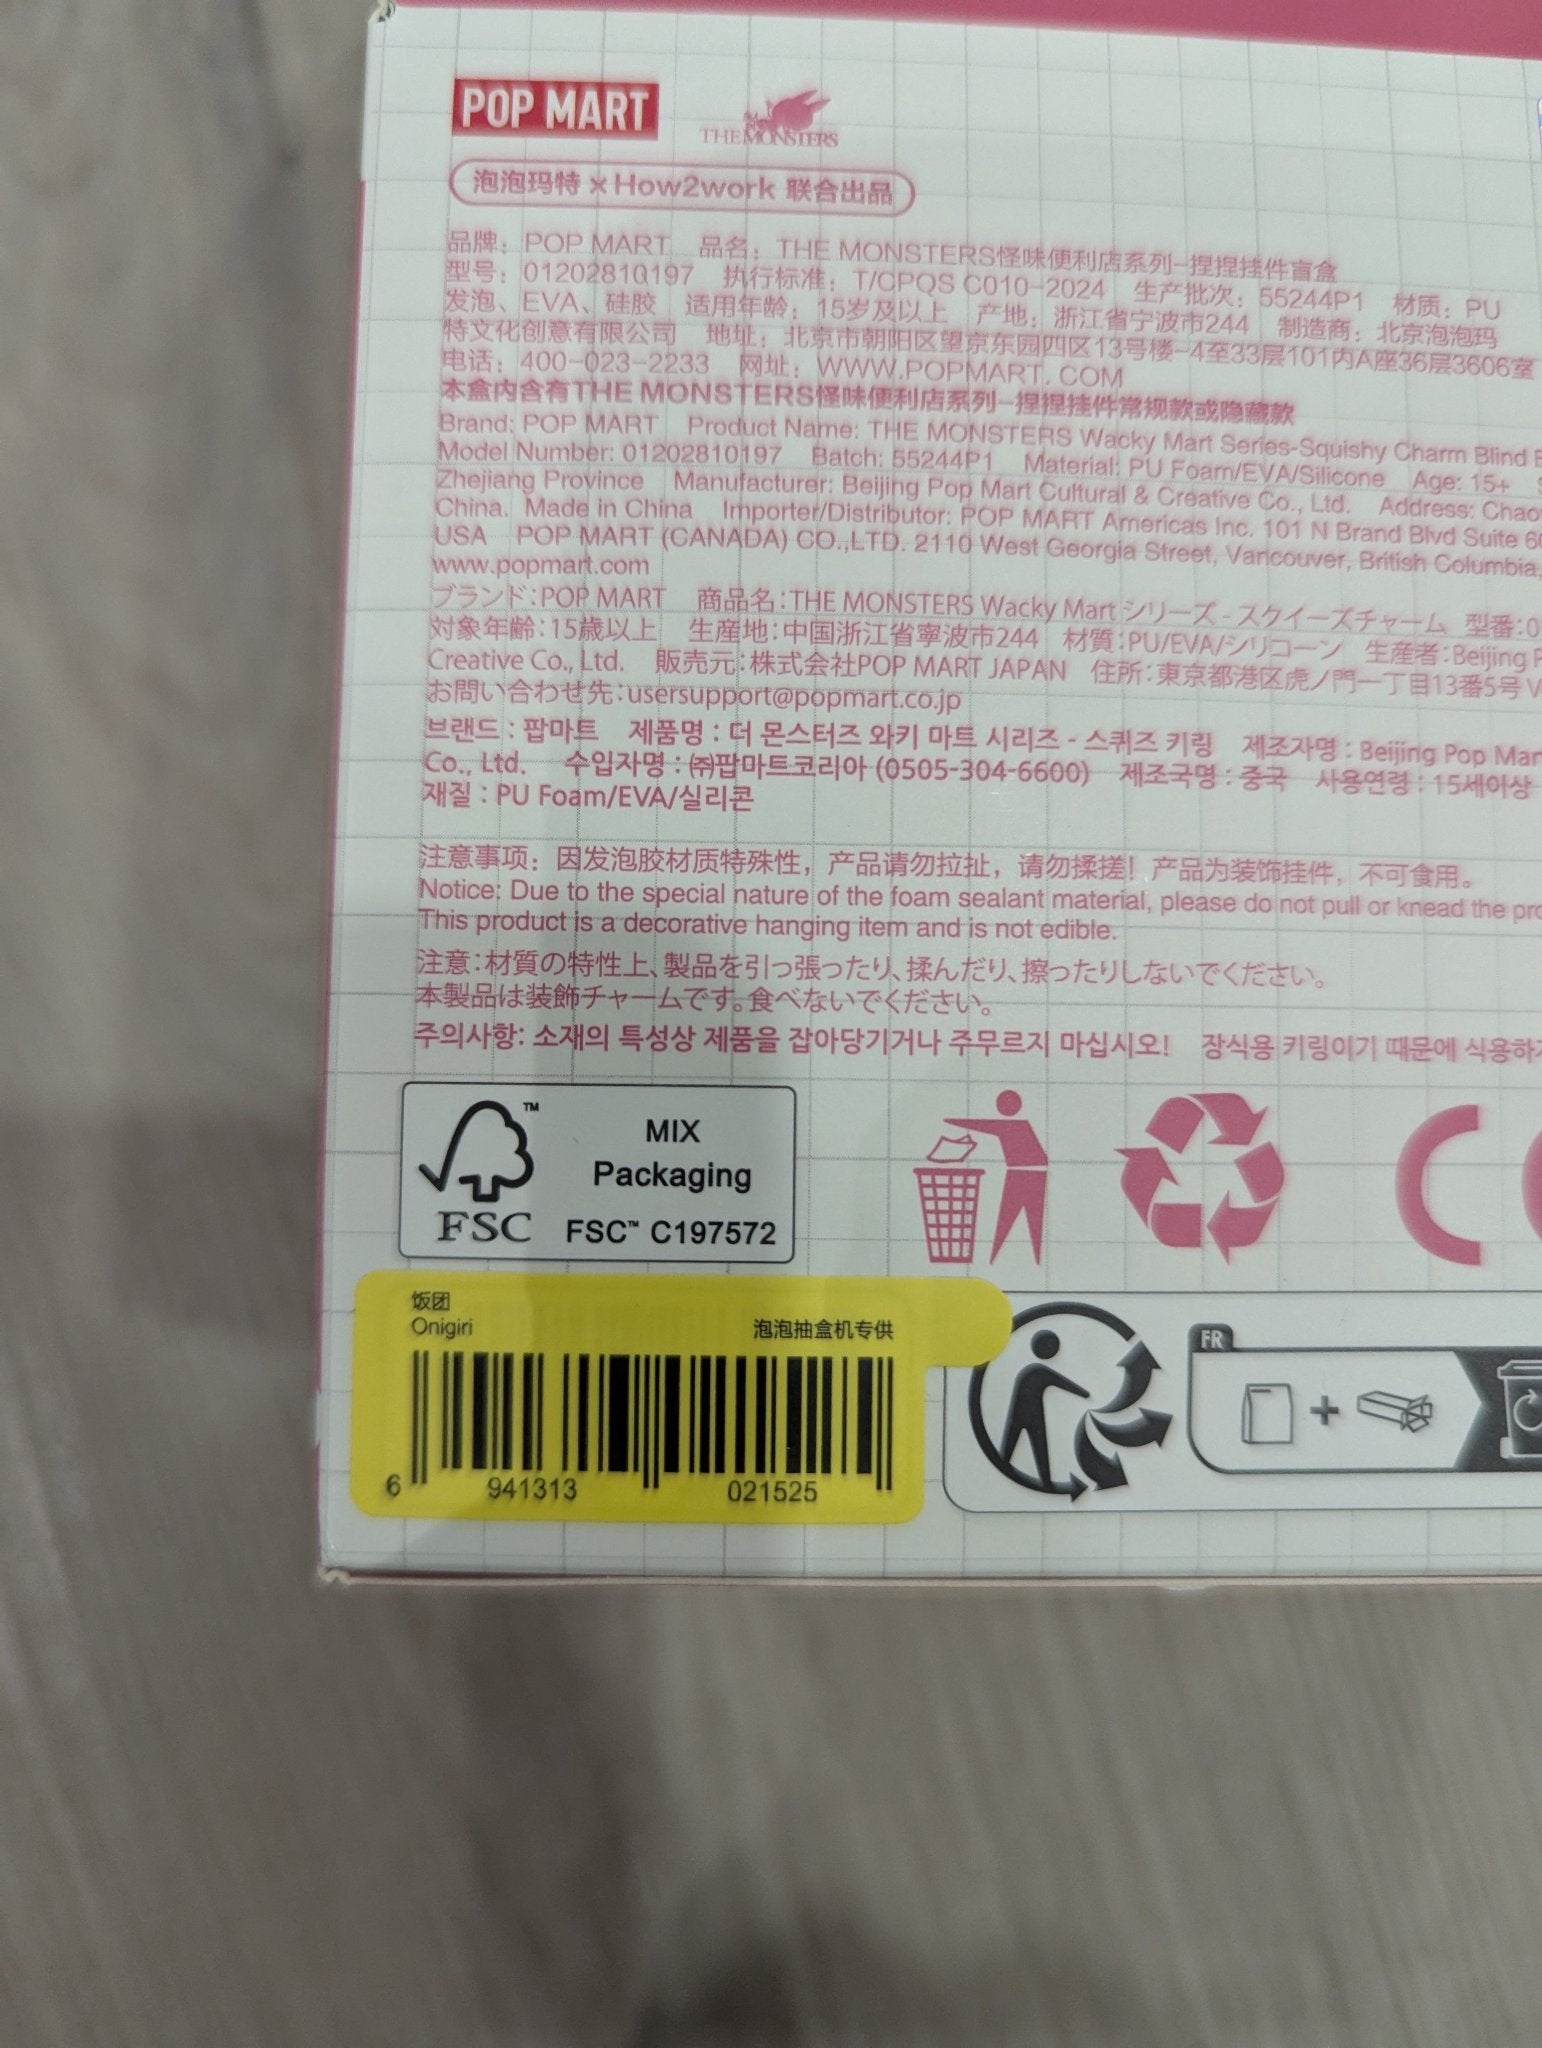 POP MART
THE MONSTERS
泡泡玛特 × How2work 联合出品
品牌：POP MART 品名：THE MONSTERS怪味便利店系列-捏捏挂件盲盒
型号：01202810197 执行标准：T/CPQS C010-2024 生产批次：55244P1 材质：PU
发泡、EVA、硅胶 适用年龄：15岁及以上 产地：浙江省宁波市244 制造商：北京泡泡玛
特文化创意有限公司 地址：北京市朝阳区望京东园四区13号楼-4至33层101内A座36层3606室
电话：400-023-2233 网址：WWW.POPMART. COM
本盒内含有THE MONSTERS怪味便利店系列-捏捏挂件常规款或隐藏款
Brand: POP MART Product Name: THE MONSTERS Wacky Mart Series-Squishy Charm Blind
Model Number: 01202810197 Batch: 55244P1 Material: PU Foam/EVA/Silicone Age: 15+
Zhejiang Province Manufacturer: Beijing Pop Mart Cultural & Creative Co., Ltd. Address:
China. Made in China Importer/Distributor: POP MART Americas Inc. 101 N Brand Blvd Suite
USA POP MART (CANADA) CO.,LTD. 2110 West Georgia Street, Vancouver, British Columbia,
www.popmart.com
ブランド：POP MART 商品名：THE MONSTERS Wacky Mart シリーズ - スクイーズチャーム 型番：0
対象年齢：15歳以上 生産地：中国浙江省寧波市244 材質：PU/EVA/シリコーン 生産者：Beijing
Creative Co., Ltd. 販売元：株式会社POP MART JAPAN 住所：東京都港区虎ノ門一丁目13番5号
お問い合わせ先：usersupport@popmart.co.jp
브랜드 : 팝마트 제품명 : 더 몬스터즈 와키 마트 시리즈 - 스퀴즈 키링 제조자명 : Beijing Pop Mar
Co., Ltd. 수입자명 : ㈜팝마트코리아 (0505-304-6600) 제조국명 : 중국 사용연령 : 15세이상
재질 : PU Foam/EVA/실리콘
注意事项：因发泡胶材质特殊性，产品请勿拉扯，请勿揉搓！产品为装饰挂件，不可食用。
Notice: Due to the special nature of the foam sealant material, please do not pull or knead the pro
This product is a decorative hanging item and is not edible.
注意：材質の特性上、製品を引っ張ったり、揉んだり、擦ったりしないでください。
本製品は装飾チャームです。食べないでください。
주의사항: 소재의 특성상 제품을 잡아당기거나 주무르지 마십시오! 장식용 키링이기 때문에 식용하지
TM
FSC
MIX
Packaging
FSC™ C197572
饭团
Onigiri
泡泡抽盒机专供
6 941313 021525
FR
+